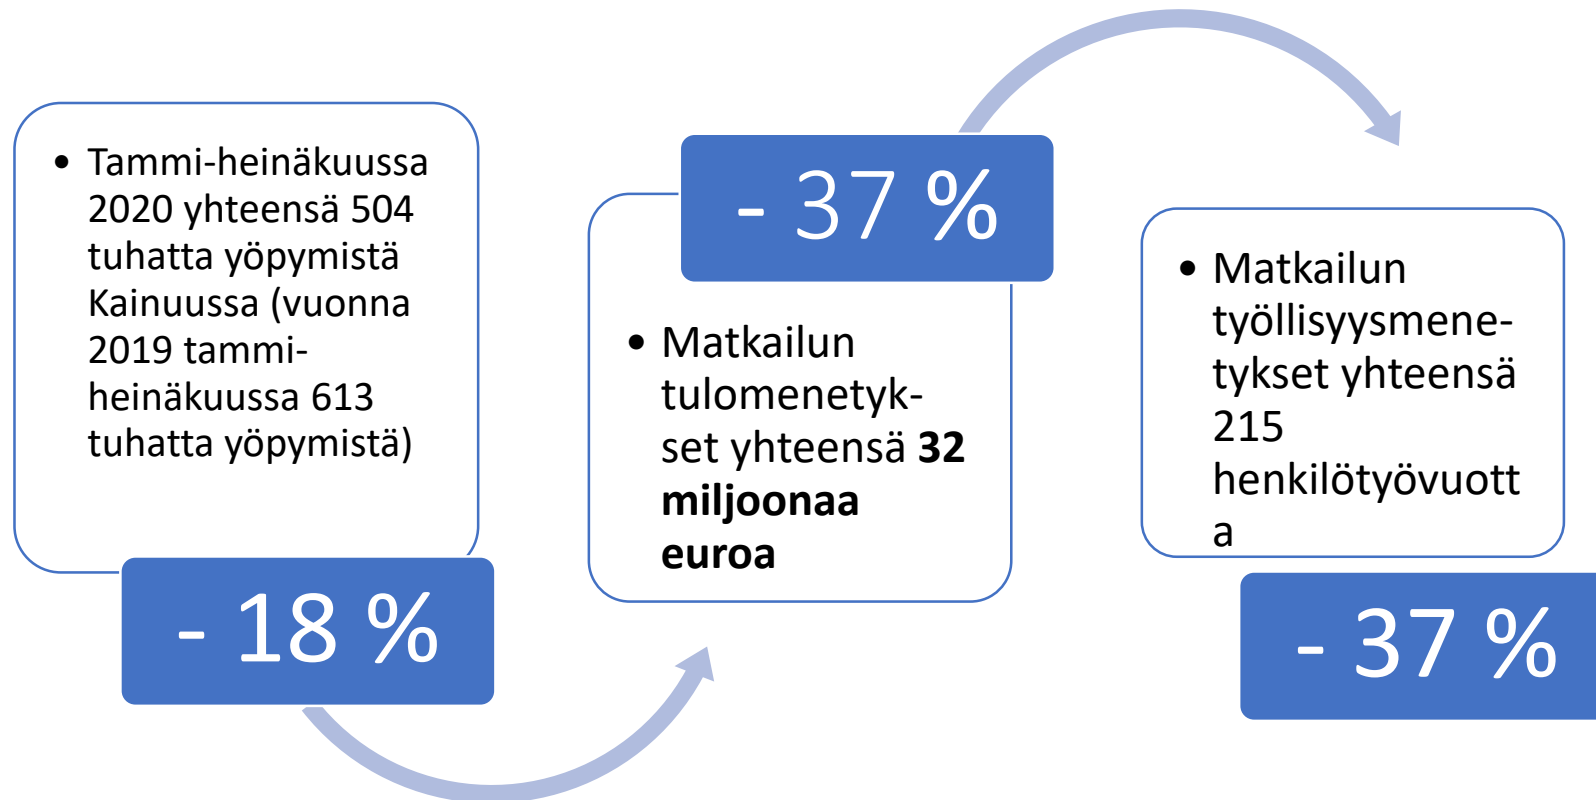 • Tammi-heinäkuussa
2020 yhteensä 504
tuhatta yöpymistä
Kainuussa (vuonna
2019 tammi-
heinäkuussa 613
tuhatta yöpymistä)
- 18 %
- 37 %
• Matkailun
tulomenetyk-
set yhteensä 32
miljoonaa
euroa
• Matkailun
työllisyysmene-
tykset yhteensä
215
henkilötyövuott
a
- 37 %